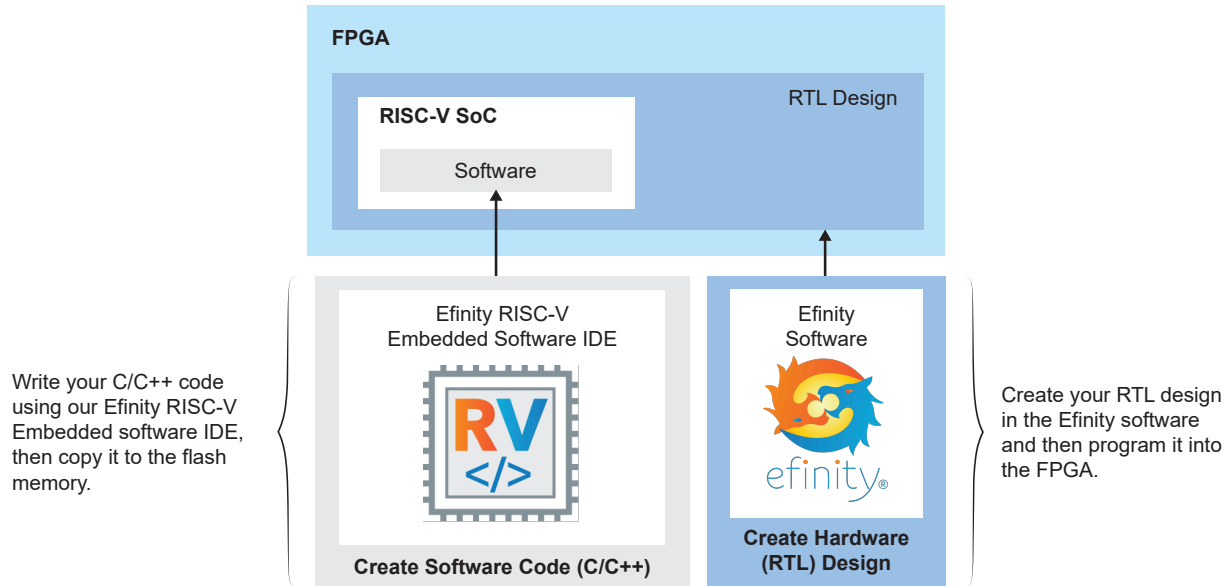 FPGA
RTL Design
RISC-V SoC
Software
Efinity RISC-V
Embedded Software IDE
RV
</>
Create Software Code (C/C++)
Write your C/C++ code
using our Efinity RISC-V
Embedded software IDE,
then copy it to the flash
memory.
Efinity
Software
efinity®
Create Hardware
(RTL) Design
Create your RTL design
in the Efinity software
and then program it into
the FPGA.